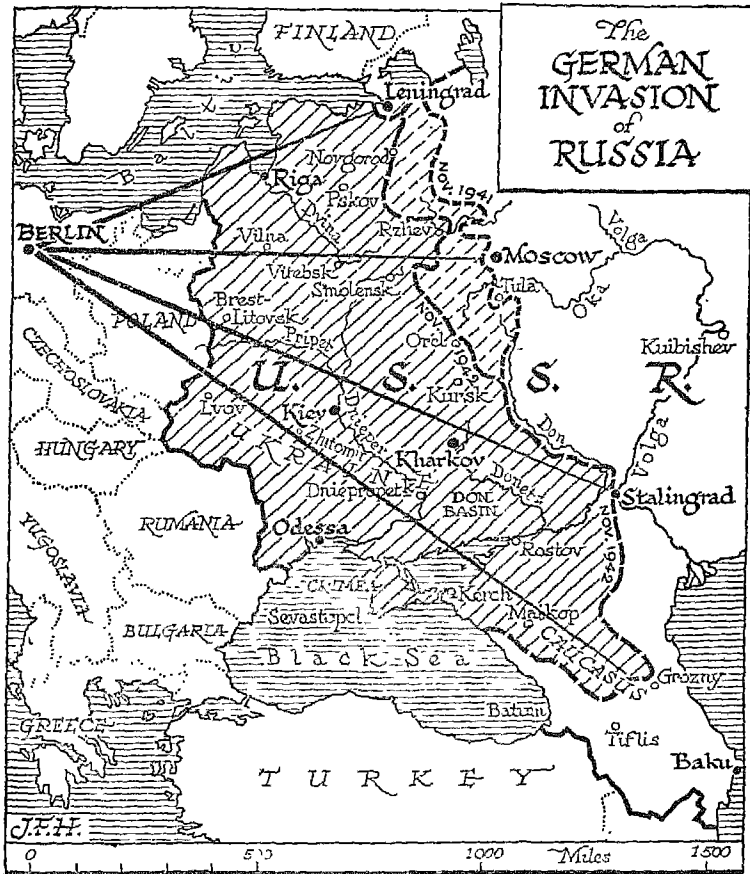 The
GERMAN
INVASION
of
RUSSIA
FINLAND
Leningrad
Novgorod
NOV. 1941
Riga
Pskov
Dvina
Rzhev
BERLIN
Vilna
Moscow
Volga
Vitebsk
Smolensk
Tula
Oka
Brest-
Litovsk
POLAND
Pripet
NOV. 1942
Orel
Kuibishev
CZECHOSLOVAKIA
U. S. S. R.
Kursk
Lvov
Kiev
Dnieper
Don
Volga
HUNGARY
Zhitomir
UKRAINE
Kharkov
Donetz
Dniepropetk
DON
BASIN
Stalingrad
RUMANIA
Odessa
Rostov
NOV. 1942
YUGOSLAVIA
CRIMEA
Kerch
Sevastopol
Maikop
BULGARIA
CAUCASUS
Black Sea
Grozny
GREECE
Batum
Tiflis
Baku
TURKEY
J.F.H.
0 500 1000 Miles 1500